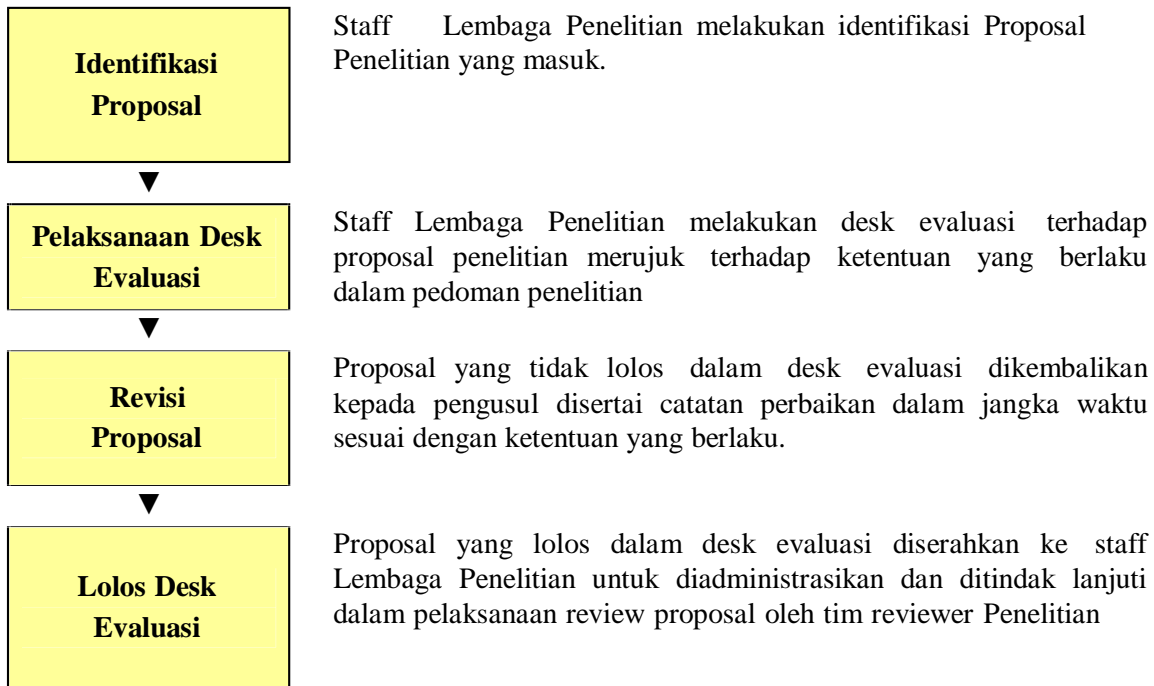 Identifikasi
Proposal
Staff Lembaga Penelitian melakukan identifikasi Proposal
Penelitian yang masuk.
Pelaksanaan Desk
Evaluasi
Staff Lembaga Penelitian melakukan desk evaluasi terhadap
proposal penelitian merujuk terhadap ketentuan yang berlaku
dalam pedoman penelitian
Revisi
Proposal
Proposal yang tidak lolos dalam desk evaluasi dikembalikan
kepada pengusul disertai catatan perbaikan dalam jangka waktu
sesuai dengan ketentuan yang berlaku.
Lolos Desk
Evaluasi
Proposal yang lolos dalam desk evaluasi diserahkan ke staff
Lembaga Penelitian untuk diadministrasikan dan ditindak lanjuti
dalam pelaksanaan review proposal oleh tim reviewer Penelitian